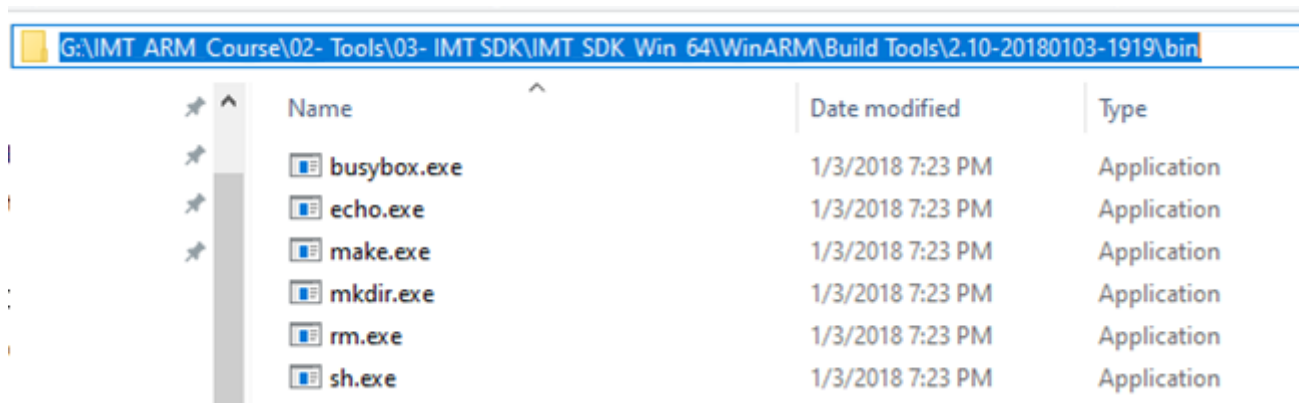 G:\IMT ARM Course\02- Tools\03- IMT SDK\IMT SDK Win 64\WinARM\Build Tools\2.10-20180103-1919\bin
Name Date modified Type
busybox.exe 1/3/2018 7:23 PM Application
echo.exe 1/3/2018 7:23 PM Application
make.exe 1/3/2018 7:23 PM Application
mkdir.exe 1/3/2018 7:23 PM Application
rm.exe 1/3/2018 7:23 PM Application
sh.exe 1/3/2018 7:23 PM Application